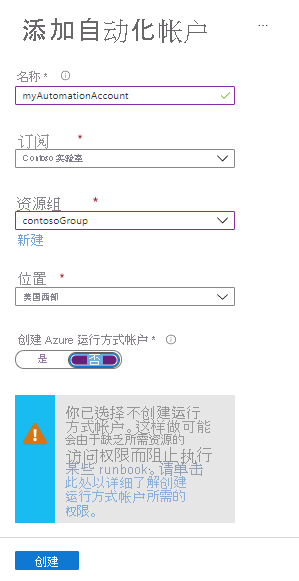 添加自动化帐户
...
名称 *
myAutomationAccount
订阅 *
Contoso 实验室
资源组 *
contosoGroup
新建
位置 *
美国西部
创建 Azure 运行方式帐户 *
是 否
你已选择不创建运行
方式帐户。这样做可能
会由于缺乏所需资源的
访问权限而阻止执行
某些 runbook。请单击
此处以详细了解创建
运行方式帐户所需的
权限。
创建